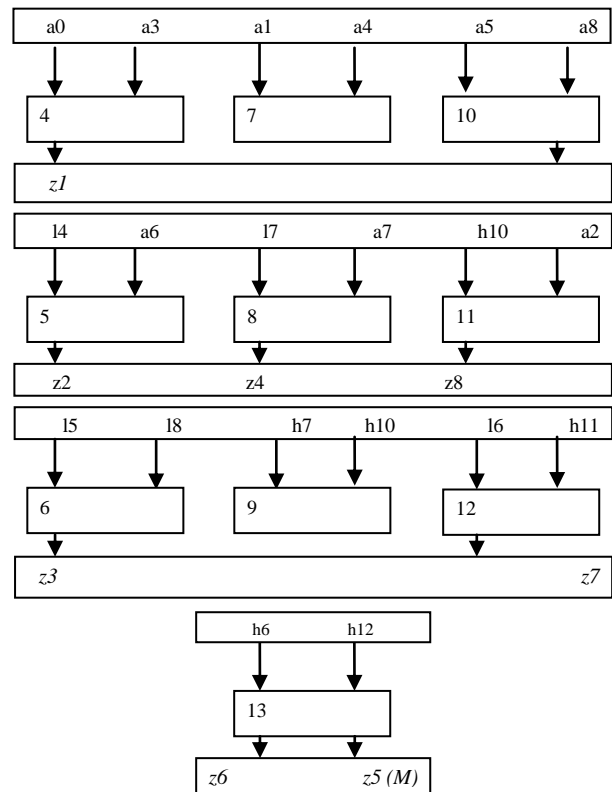 a0 a3 a1 a4 a5 a8
4 7 10
z1
l4 a6 l7 a7 h10 a2
5 8 11
z2 z4 z8
l5 l8 h7 h10 l6 h11
6 9 12
z3 z7
h6 h12
13
z6 z5 (M)